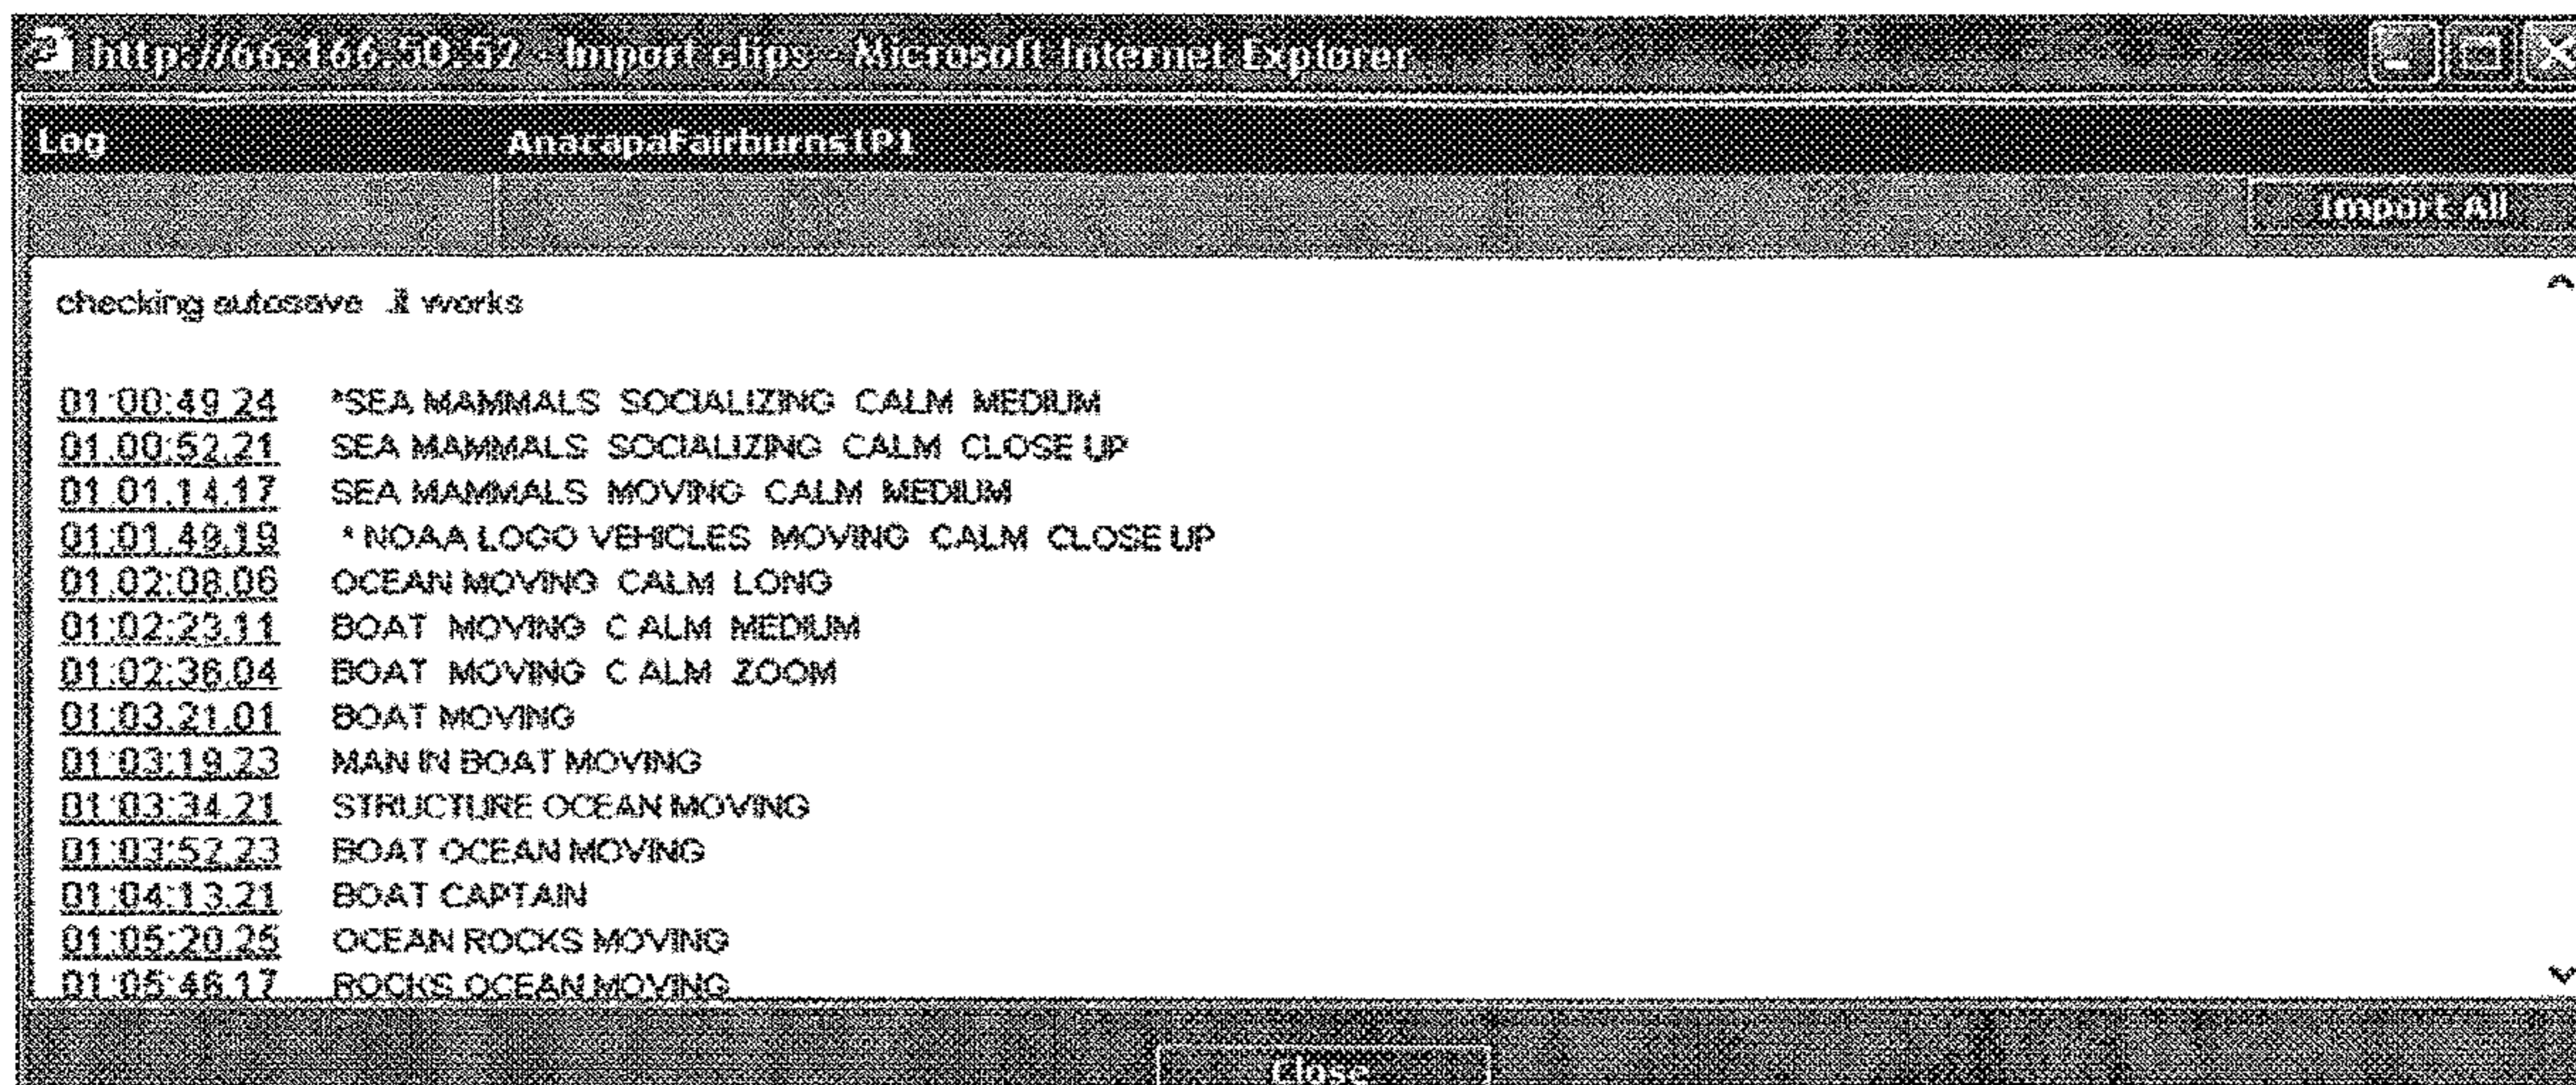 http://66.166.50.52 - Import clips - Microsoft Internet Explorer
Log AnacapaFairburns1P1
Import All
checking autosave .it works
01:00:49.24 *SEA MAMMALS SOCIALIZING CALM MEDIUM
01:00:52.21 SEA MAMMALS SOCIALIZING CALM CLOSE UP
01:01:14.17 SEA MAMMALS MOVING CALM MEDIUM
01:01:49.19 * NOAA LOGO VEHICLES MOVING CALM CLOSE UP
01:02:08.06 OCEAN MOVING CALM LONG
01:02:23.11 BOAT MOVING C ALM MEDIUM
01:02:36.04 BOAT MOVING C ALM ZOOM
01:03:21.01 BOAT MOVING
01:03:19.23 MAN IN BOAT MOVING
01:03:34.21 STRUCTURE OCEAN MOVING
01:03:52.23 BOAT OCEAN MOVING
01:04:13.21 BOAT CAPTAIN
01:05:20.25 OCEAN ROCKS MOVING
01:05:46.17 ROCKS OCEAN MOVING
Close